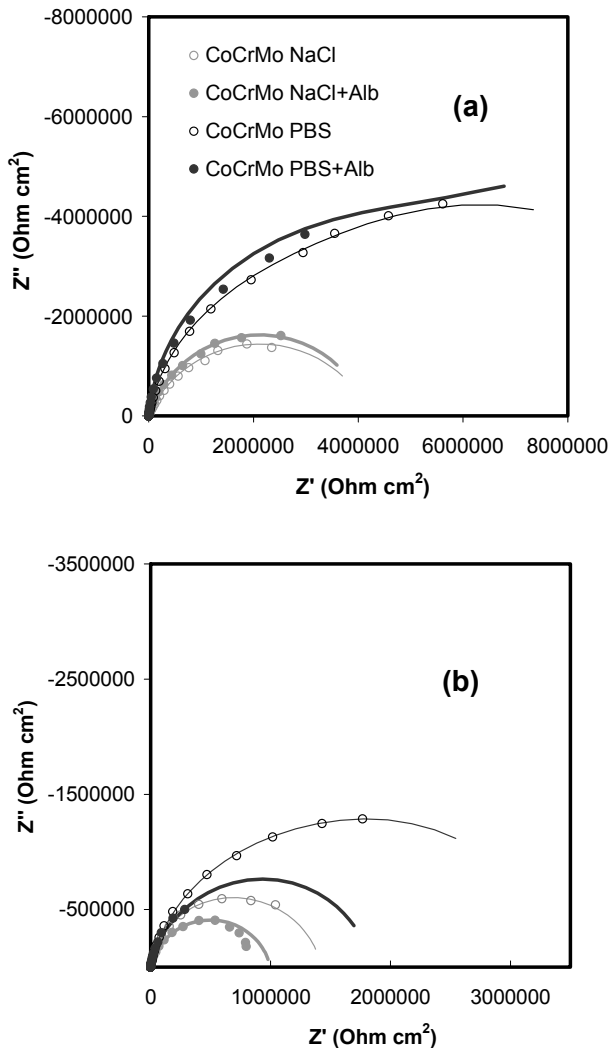 -8000000
CoCrMo NaCl
CoCrMo NaCl+Alb
CoCrMo PBS
CoCrMo PBS+Alb
(a)
-6000000
-4000000
-2000000
0
Z'' (Ohm cm²)
0 2000000 4000000 6000000 8000000
Z' (Ohm cm²)
-3500000
(b)
-2500000
-1500000
-500000
Z'' (Ohm cm²)
0 1000000 2000000 3000000
Z' (Ohm cm²)